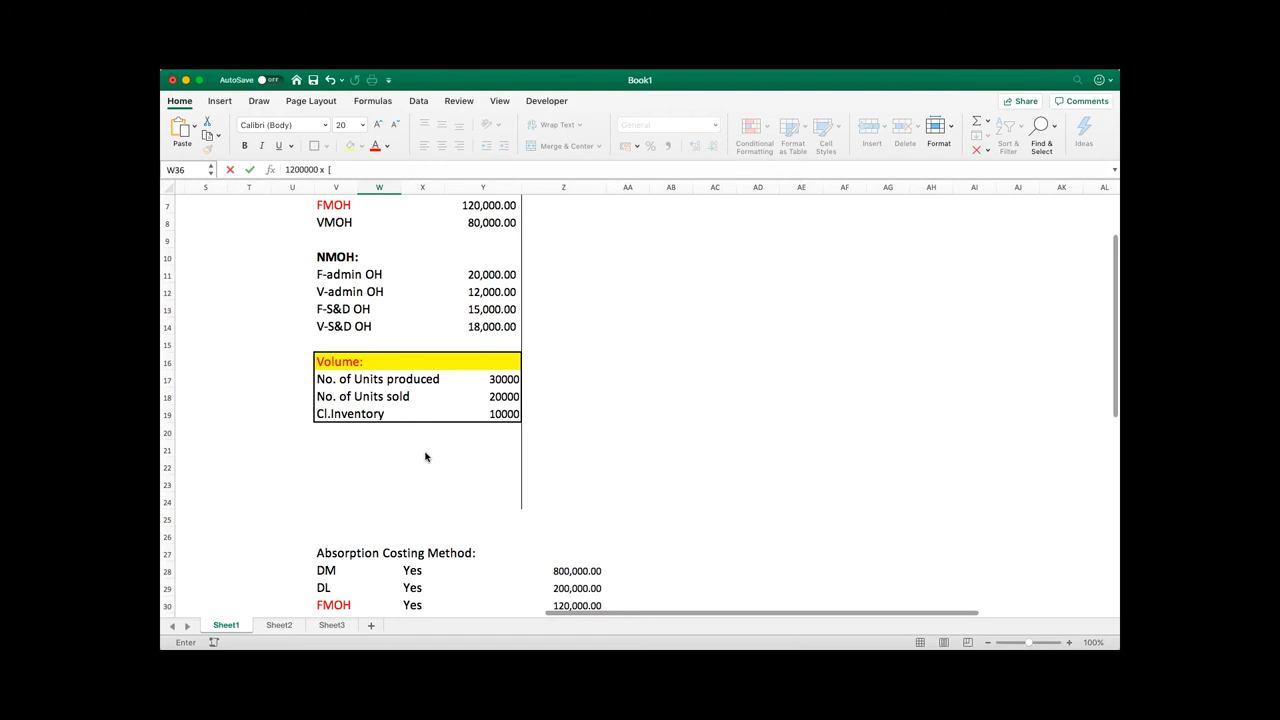 AutoSave OFF Book1
Home Insert Draw Page Layout Formulas Data Review View Developer Share Comments
Paste Calibri (Body) 20 A A Wrap Text General Conditional Formatting Format as Table Cell Styles Insert Delete Format Sort & Filter Find & Select Ideas
B I U A Merge & Center %
W36 fx 1200000 x [
S T U V W X Y Z AA AB AC AD AE AF AG AH AI AJ AK AL
7 FMOH 120,000.00
8 VMOH 80,000.00
9
10 NMOH:
11 F-admin OH 20,000.00
12 V-admin OH 12,000.00
13 F-S&D OH 15,000.00
14 V-S&D OH 18,000.00
15
16 Volume:
17 No. of Units produced 30000
18 No. of Units sold 20000
19 Cl.Inventory 10000
20
21
22
23
24
25
26
27 Absorption Costing Method:
28 DM Yes 800,000.00
29 DL Yes 200,000.00
30 FMOH Yes 120,000.00
Sheet1 Sheet2 Sheet3 +
Enter 100%